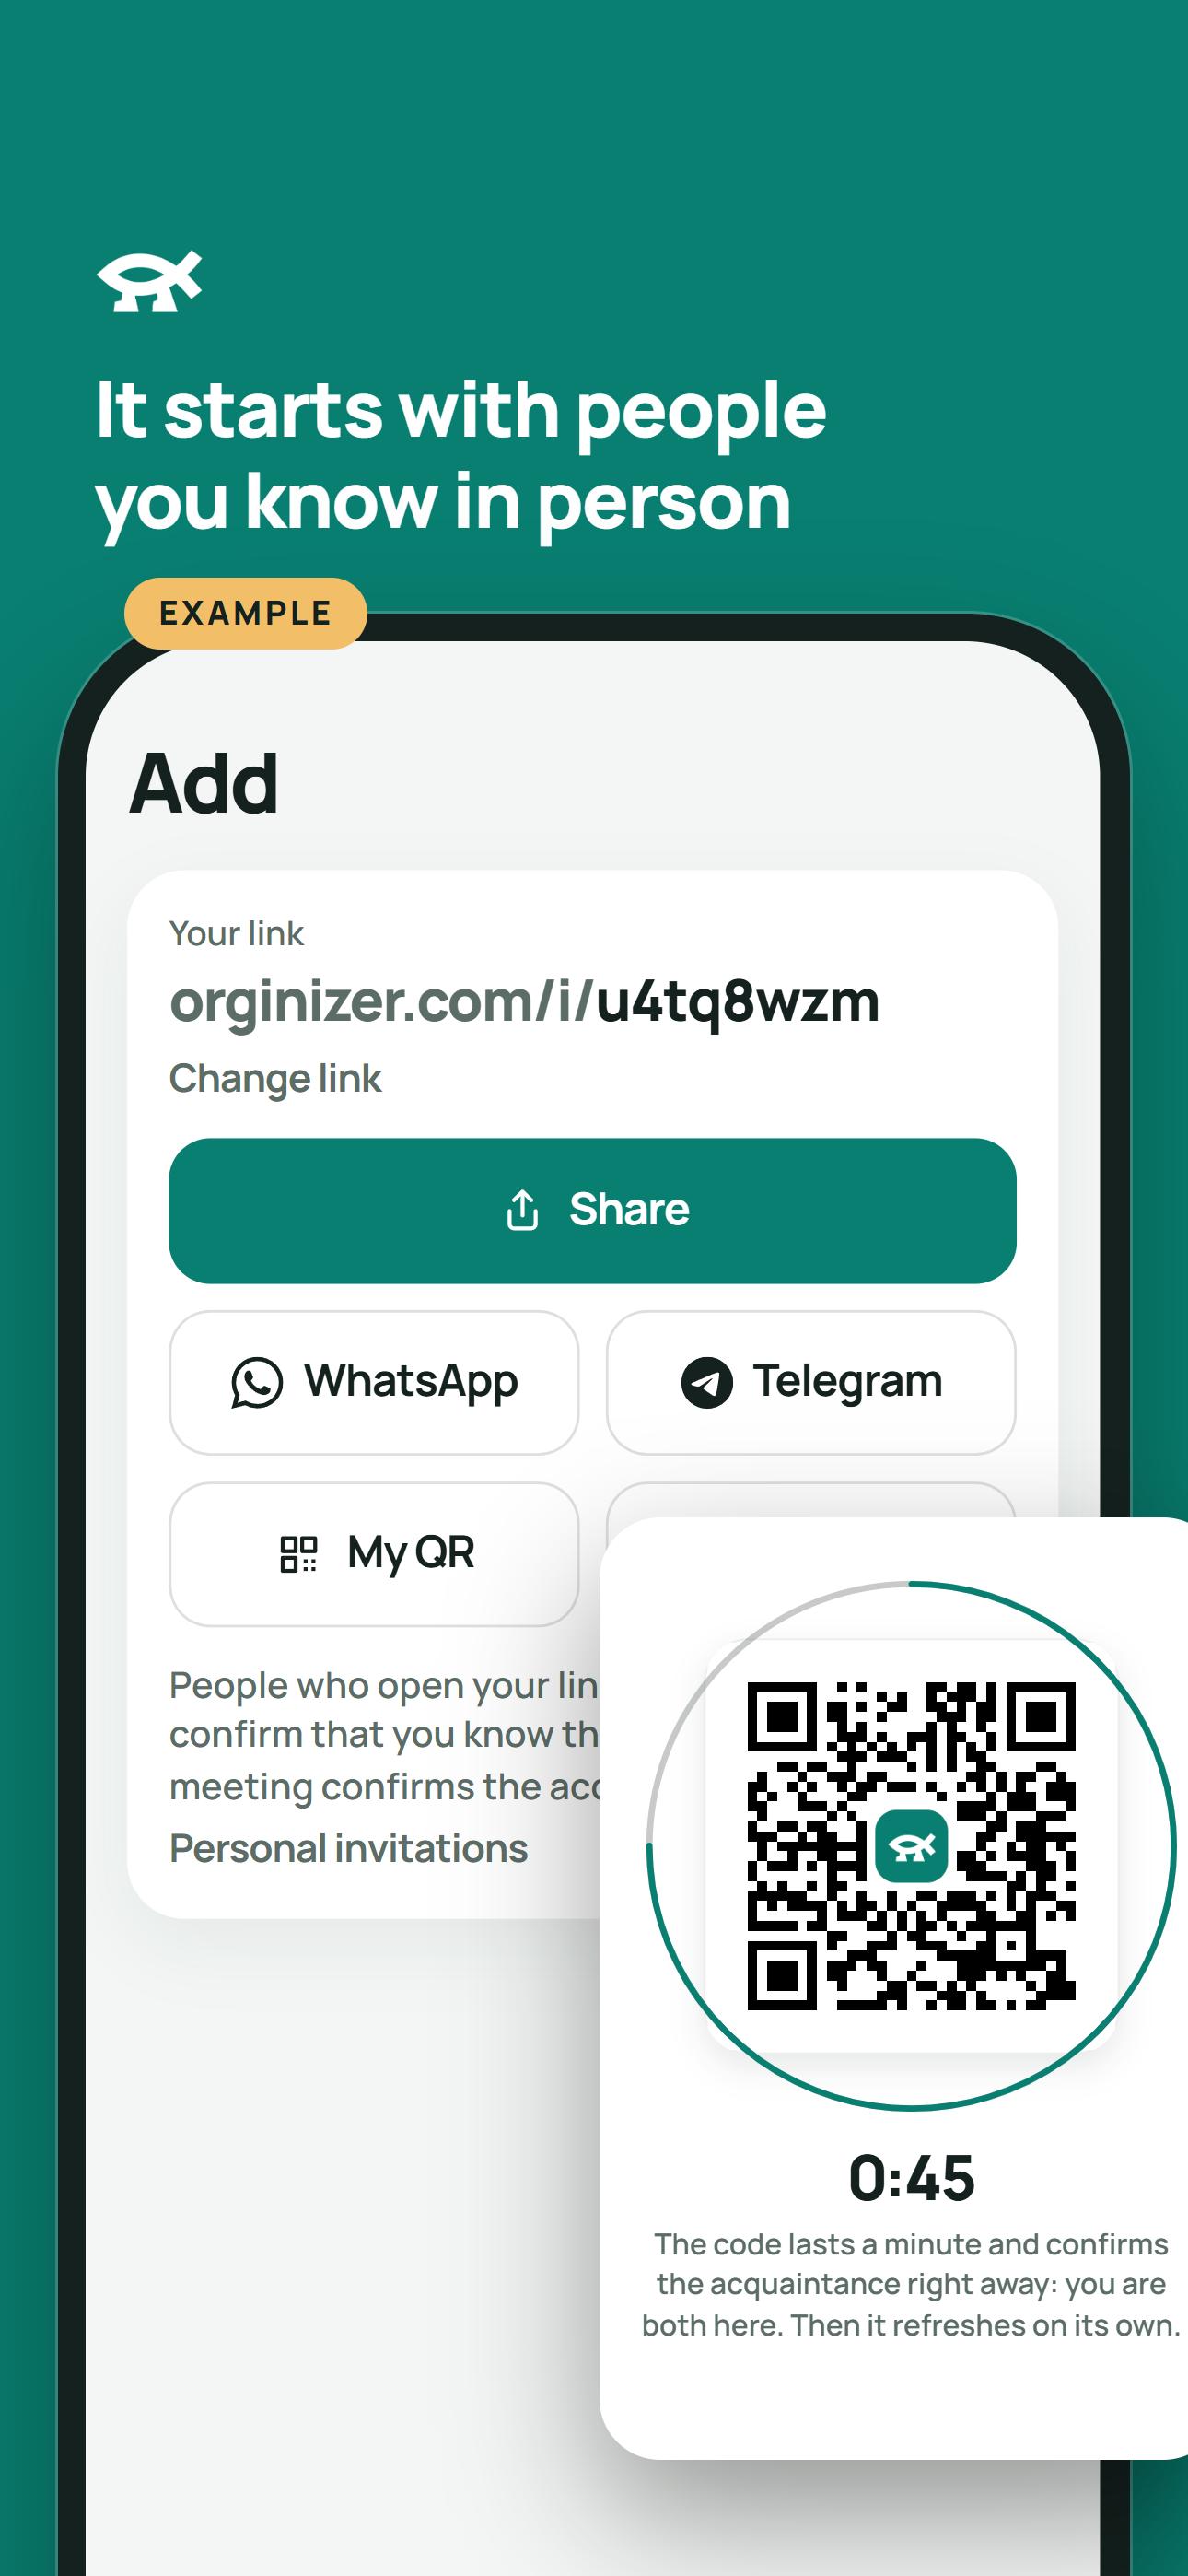 It starts with people
you know in person
EXAMPLE
Add
Your link
orginizer.com/i/u4tq8wzm
Change link
Share
WhatsApp
Telegram
My QR
People who open your
confirm that you know
meeting confirms the
Personal invitations
0:45
The code lasts a minute and confirms
the acquaintance right away: you are
both here. Then it refreshes on its own.